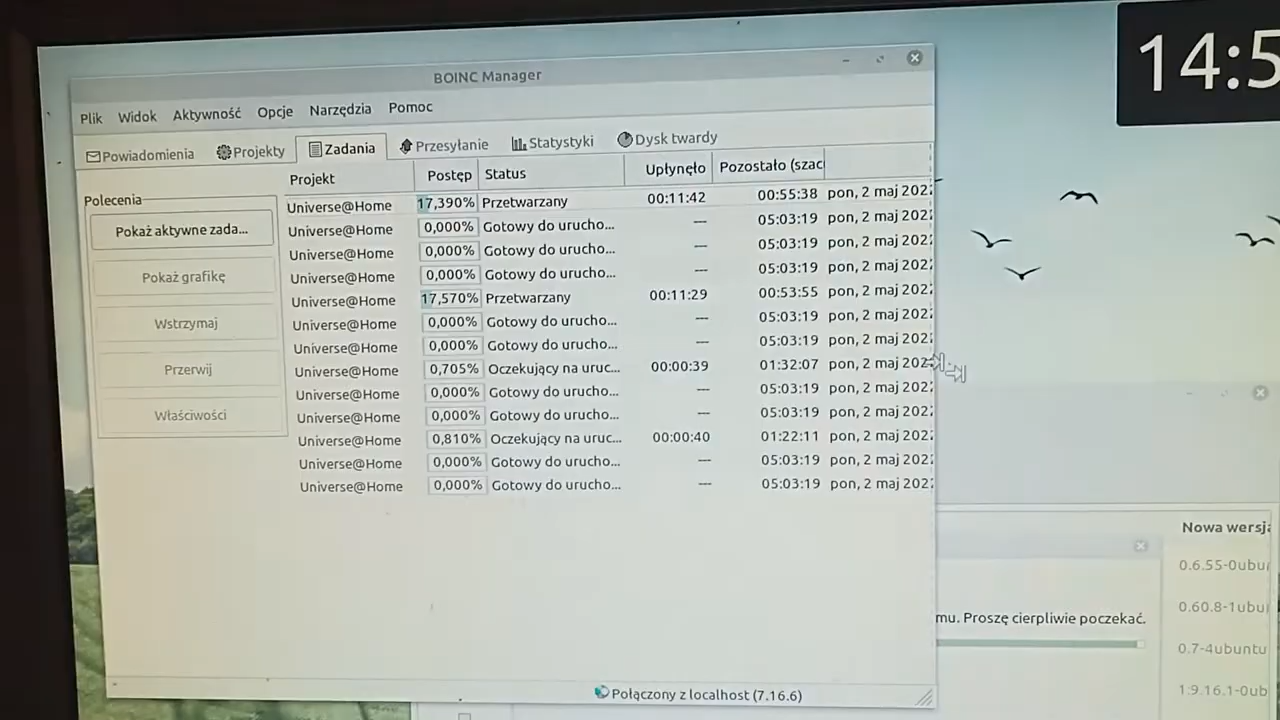 14:5
BOINC Manager
Plik Widok Aktywność Opcje Narzędzia Pomoc
Powiadomienia Projekty Zadania Przesyłanie Statystyki Dysk twardy
Polecenia
Pokaż aktywne zada...
Pokaż grafikę
Wstrzymaj
Przerwij
Właściwości
Projekt Postęp Status Upłynęło Pozostało (szac
Universe@Home 17,390% Przetwarzany 00:11:42 00:55:38 pon, 2 maj 202
Universe@Home 0,000% Gotowy do urucho... --- 05:03:19 pon, 2 maj 202
Universe@Home 0,000% Gotowy do urucho... --- 05:03:19 pon, 2 maj 202
Universe@Home 0,000% Gotowy do urucho... --- 05:03:19 pon, 2 maj 202
Universe@Home 17,570% Przetwarzany 00:11:29 00:53:55 pon, 2 maj 202
Universe@Home 0,000% Gotowy do urucho... --- 05:03:19 pon, 2 maj 202
Universe@Home 0,000% Gotowy do urucho... --- 05:03:19 pon, 2 maj 202
Universe@Home 0,705% Oczekujący na uruc... 00:00:39 01:32:07 pon, 2 maj 202
Universe@Home 0,000% Gotowy do urucho... --- 05:03:19 pon, 2 maj 202
Universe@Home 0,000% Gotowy do urucho... --- 05:03:19 pon, 2 maj 202
Universe@Home 0,810% Oczekujący na uruc... 00:00:40 01:22:11 pon, 2 maj 202
Universe@Home 0,000% Gotowy do urucho... --- 05:03:19 pon, 2 maj 202
Universe@Home 0,000% Gotowy do urucho... --- 05:03:19 pon, 2 maj 202
Połączony z localhost (7.16.6)
mu. Proszę cierpliwie poczekać.
Nowa wersja
0.6.55-0ubu
0.60.8-1ubu
0.7-4ubuntu
1:9.16.1-0ub